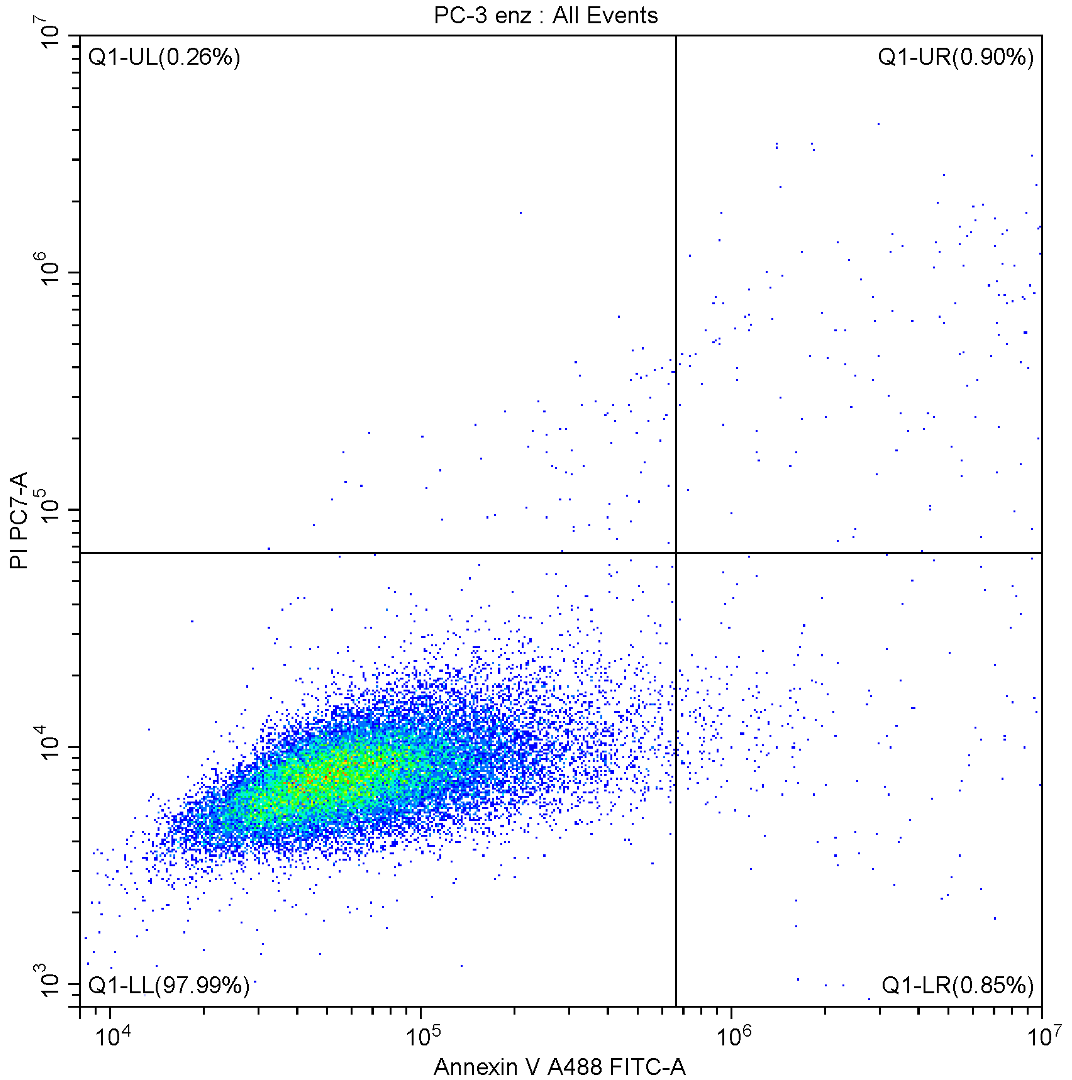 PC-3 enz : All Events
Q1-UL(0.26%)
Q1-UR(0.90%)
Q1-LL(97.99%)
Q1-LR(0.85%)
10⁷
10⁶
10⁵
10⁴
10³
PI PC7-A
10⁴
10⁵
10⁶
10⁷
Annexin V A488 FITC-A